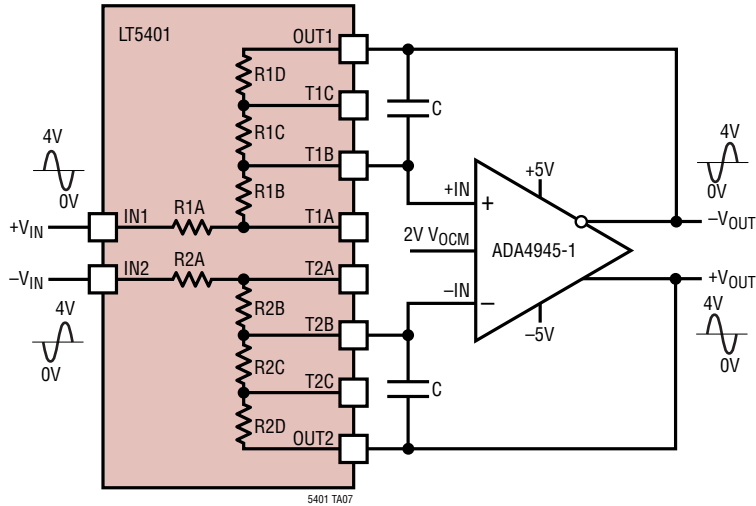 LT5401
OUT1
R1D
T1C
R1C
C
T1B
R1B
4V
0V
+VIN
IN1
R1A
T1A
–VIN
IN2
R2A
T2A
R2B
T2B
4V
0V
R2C
T2C
C
R2D
OUT2
+5V
+IN
+
2V VOCM
ADA4945-1
–IN
–
–5V
4V
0V
–VOUT
+VOUT
4V
0V
5401 TA07